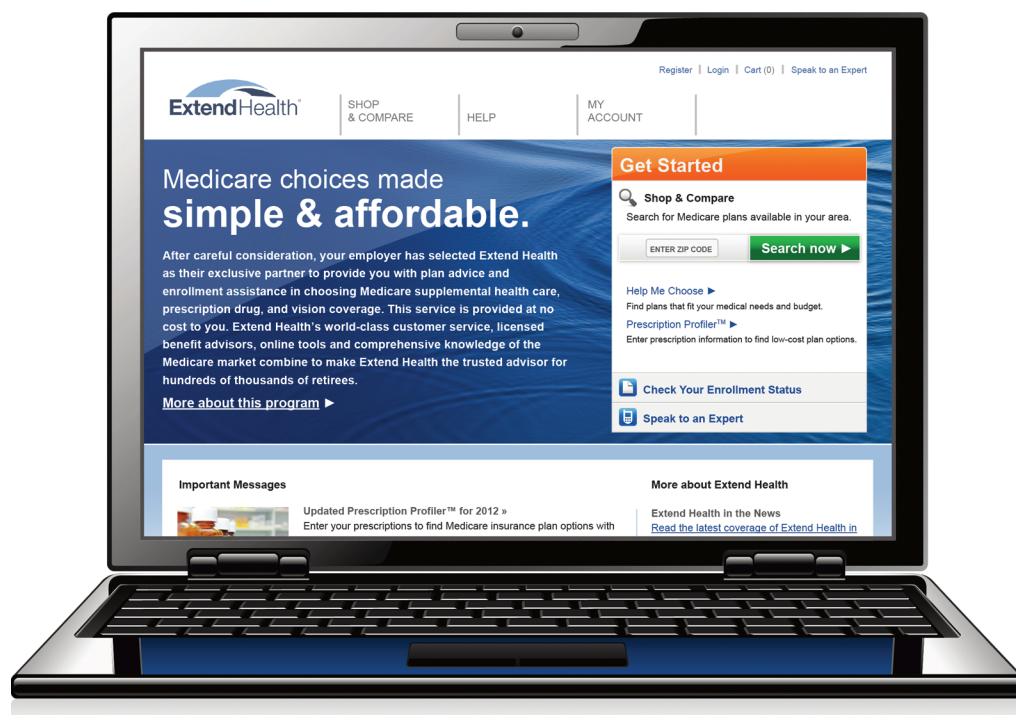 Register | Login | Cart (0) | Speak to an Expert
ExtendHealth®
SHOP
& COMPARE
HELP
MY
ACCOUNT
Medicare choices made
simple & affordable.
After careful consideration, your employer has selected Extend Health
as their exclusive partner to provide you with plan advice and
enrollment assistance in choosing Medicare supplemental health care,
prescription drug, and vision coverage. This service is provided at no
cost to you. Extend Health's world-class customer service, licensed
benefit advisors, online tools and comprehensive knowledge of the
Medicare market combine to make Extend Health the trusted advisor for
hundreds of thousands of retirees.
More about this program ►
Get Started
Shop & Compare
Search for Medicare plans available in your area.
ENTER ZIP CODE
Search now ►
Help Me Choose ►
Find plans that fit your medical needs and budget.
Prescription Profiler™ ►
Enter prescription information to find low-cost plan options.
Check Your Enrollment Status
Speak to an Expert
Important Messages
Updated Prescription Profiler™ for 2012 »
Enter your prescriptions to find Medicare insurance plan options with
More about Extend Health
Extend Health in the News
Read the latest coverage of Extend Health in